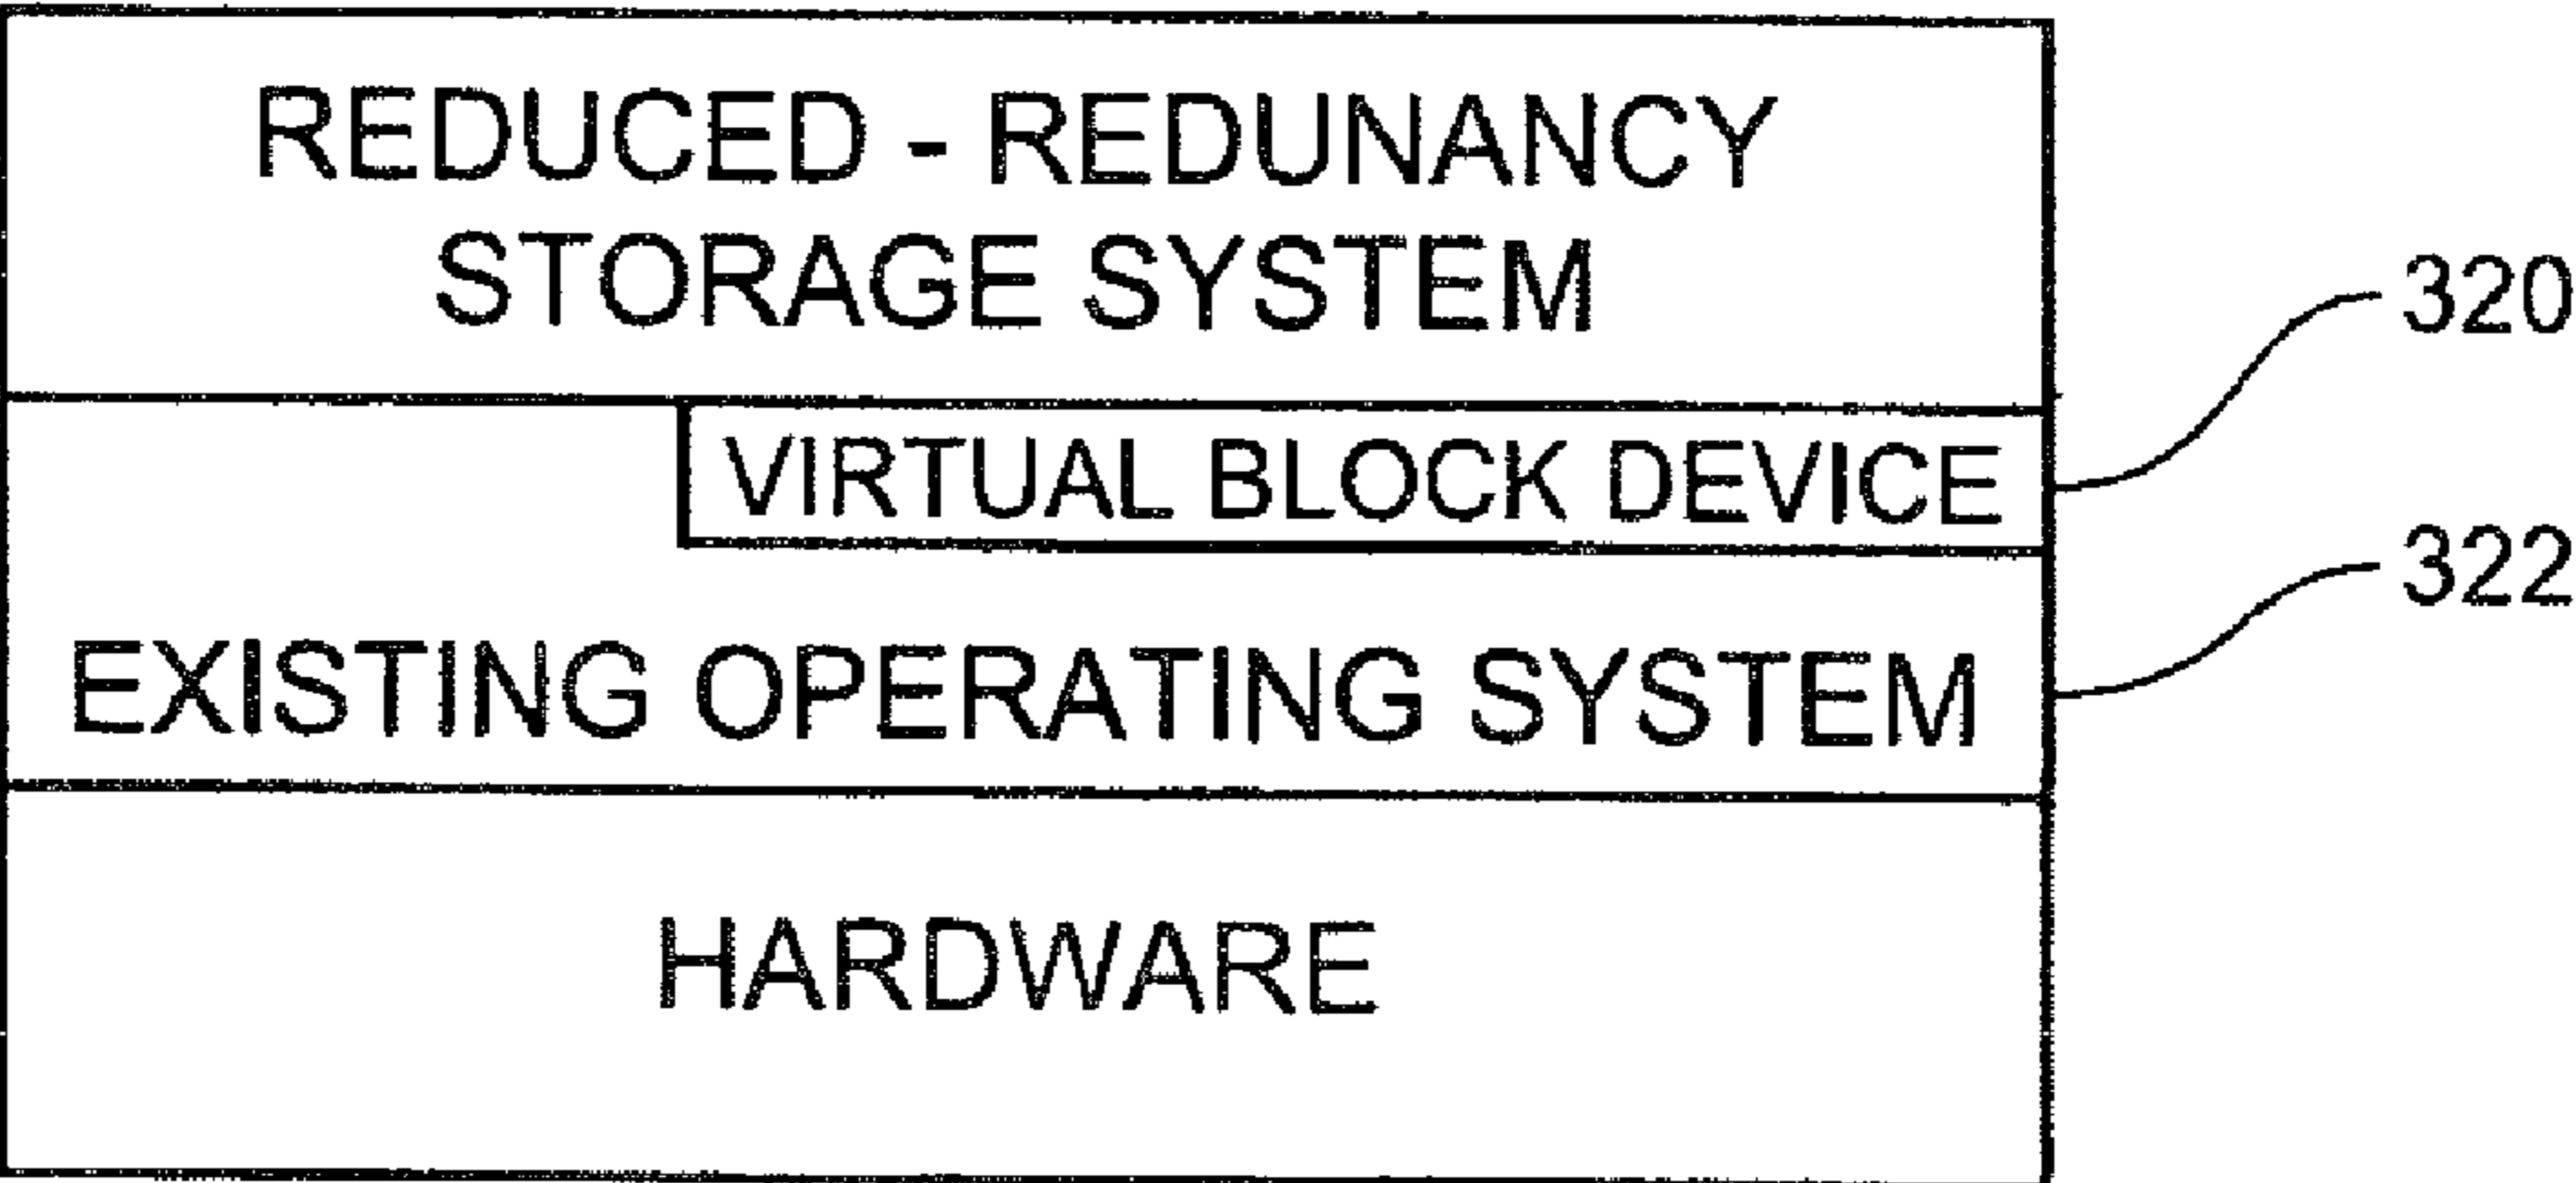 REDUCED - REDUNANCY
STORAGE SYSTEM
320
VIRTUAL BLOCK DEVICE
322
EXISTING OPERATING SYSTEM
HARDWARE